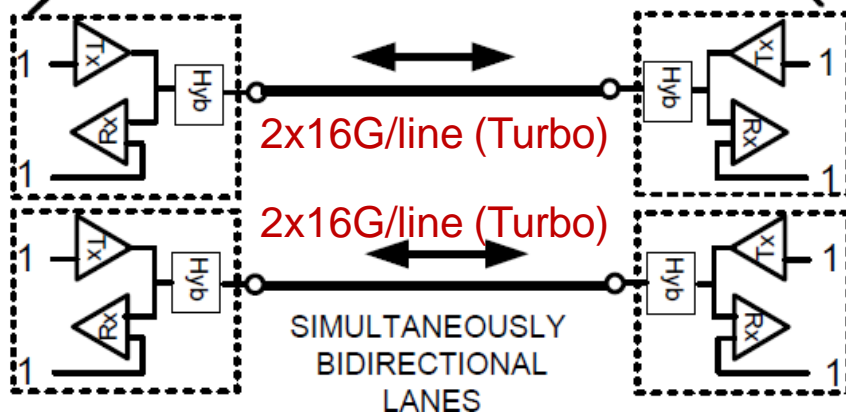 1 Tx Hyb Hyb Tx 1
Rx 2x16G/line (Turbo) Rx
1 1
2x16G/line (Turbo)
1 Tx Hyb Hyb Tx 1
Rx SIMULTANEOUSLY Rx
BIDIRECTIONAL
1 LANES 1